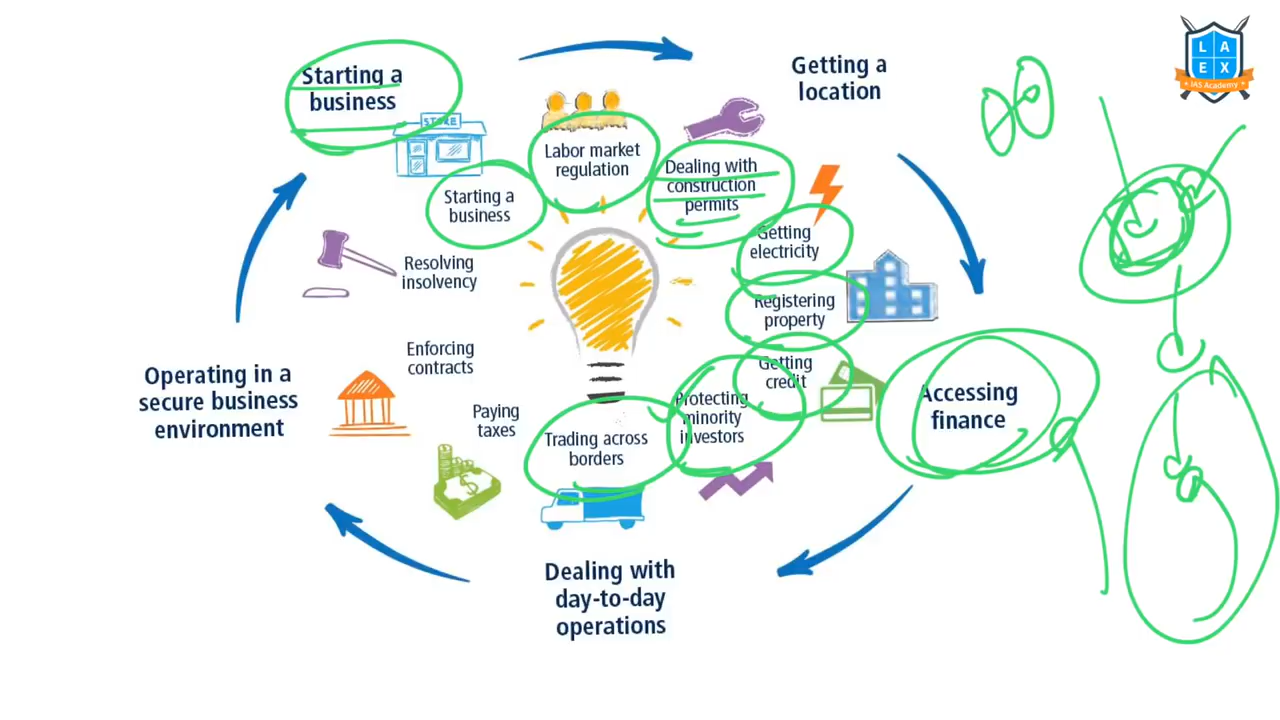 Starting a
business
Getting a
location
L A
E X
IAS Academy
STORE
Labor market
regulation
Dealing with
construction
permits
Starting a
business
Getting
electricity
Resolving
insolvency
Registering
property
Enforcing
contracts
Getting
credit
Operating in a
secure business
environment
Accessing
finance
Protecting
minority
investors
Paying
taxes
Trading across
borders
Dealing with
day-to-day
operations